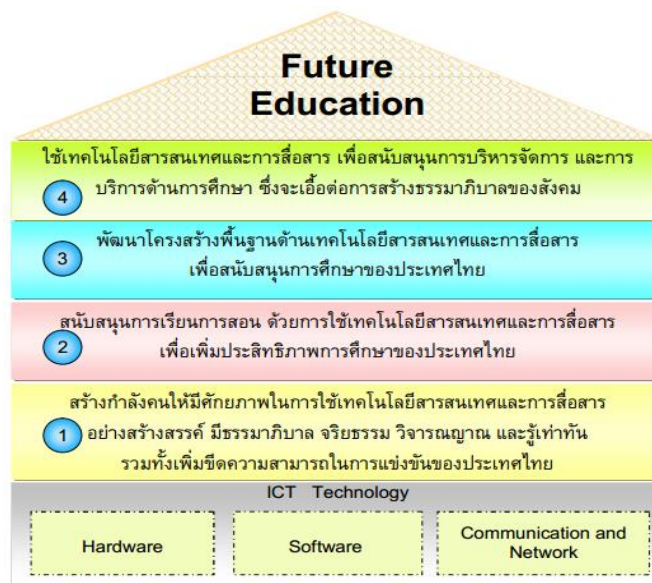 Future
Education
ใช้เทคโนโลยีสารสนเทศและการสื่อสาร เพื่อสนับสนุนการบริหารจัดการ และการ
บริการด้านการศึกษา ซึ่งจะเอื้อต่อการสร้างธรรมาภิบาลของสังคม
4
พัฒนาโครงสร้างพื้นฐานด้านเทคโนโลยีสารสนเทศและการสื่อสาร
เพื่อสนับสนุนการศึกษาของประเทศไทย
3
สนับสนุนการเรียนการสอน ด้วยการใช้เทคโนโลยีสารสนเทศและการสื่อสาร
เพื่อเพิ่มประสิทธิภาพการศึกษาของประเทศไทย
2
สร้างกำลังคนให้มีศักยภาพในการใช้เทคโนโลยีสารสนเทศและการสื่อสาร
อย่างสร้างสรรค์ มีธรรมาภิบาล จริยธรรม วิจารณญาณ และรู้เท่าทัน
รวมทั้งเพิ่มขีดความสามารถในการแข่งขันของประเทศไทย
1
ICT Technology
Hardware
Software
Communication and
Network